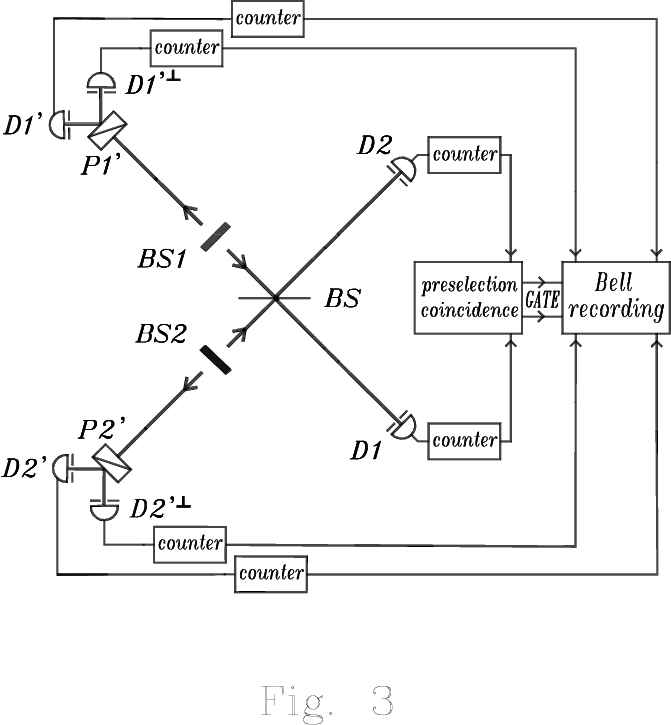 counter
counter
D1'⊥
D1'
P1'
D2
counter
BS1
preselection
coincidence
GATE
Bell
recording
BS
BS2
P2'
D1
counter
D2'
D2'⊥
counter
counter
Fig. 3